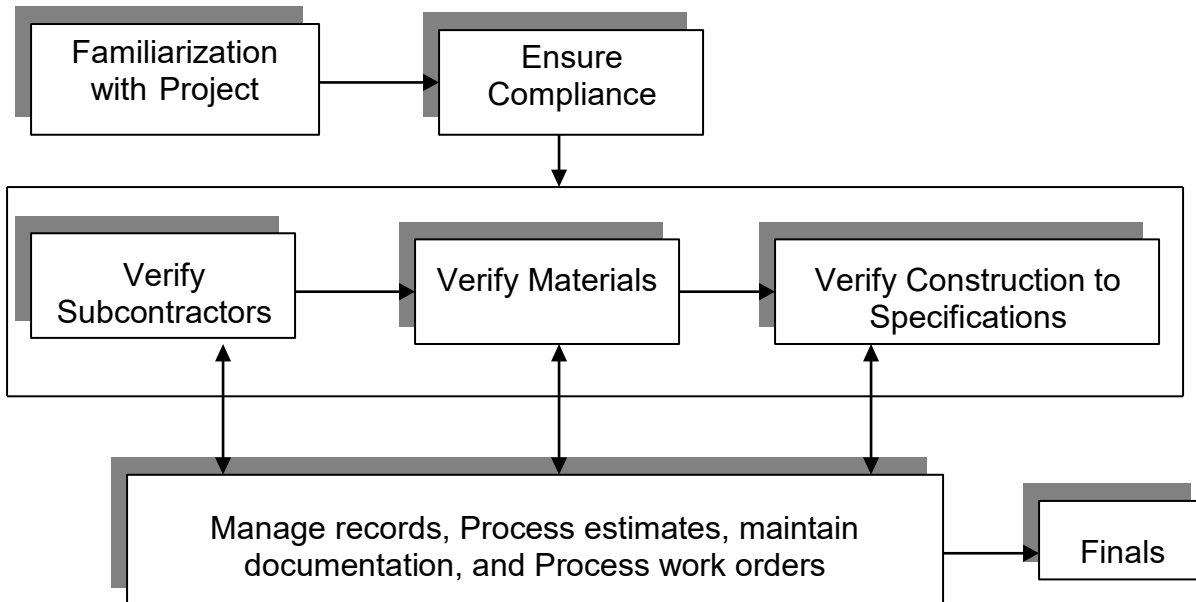 Familiarization
with Project
Ensure
Compliance
Verify
Subcontractors
Verify Materials
Verify Construction to
Specifications
Manage records, Process estimates, maintain
documentation, and Process work orders
Finals